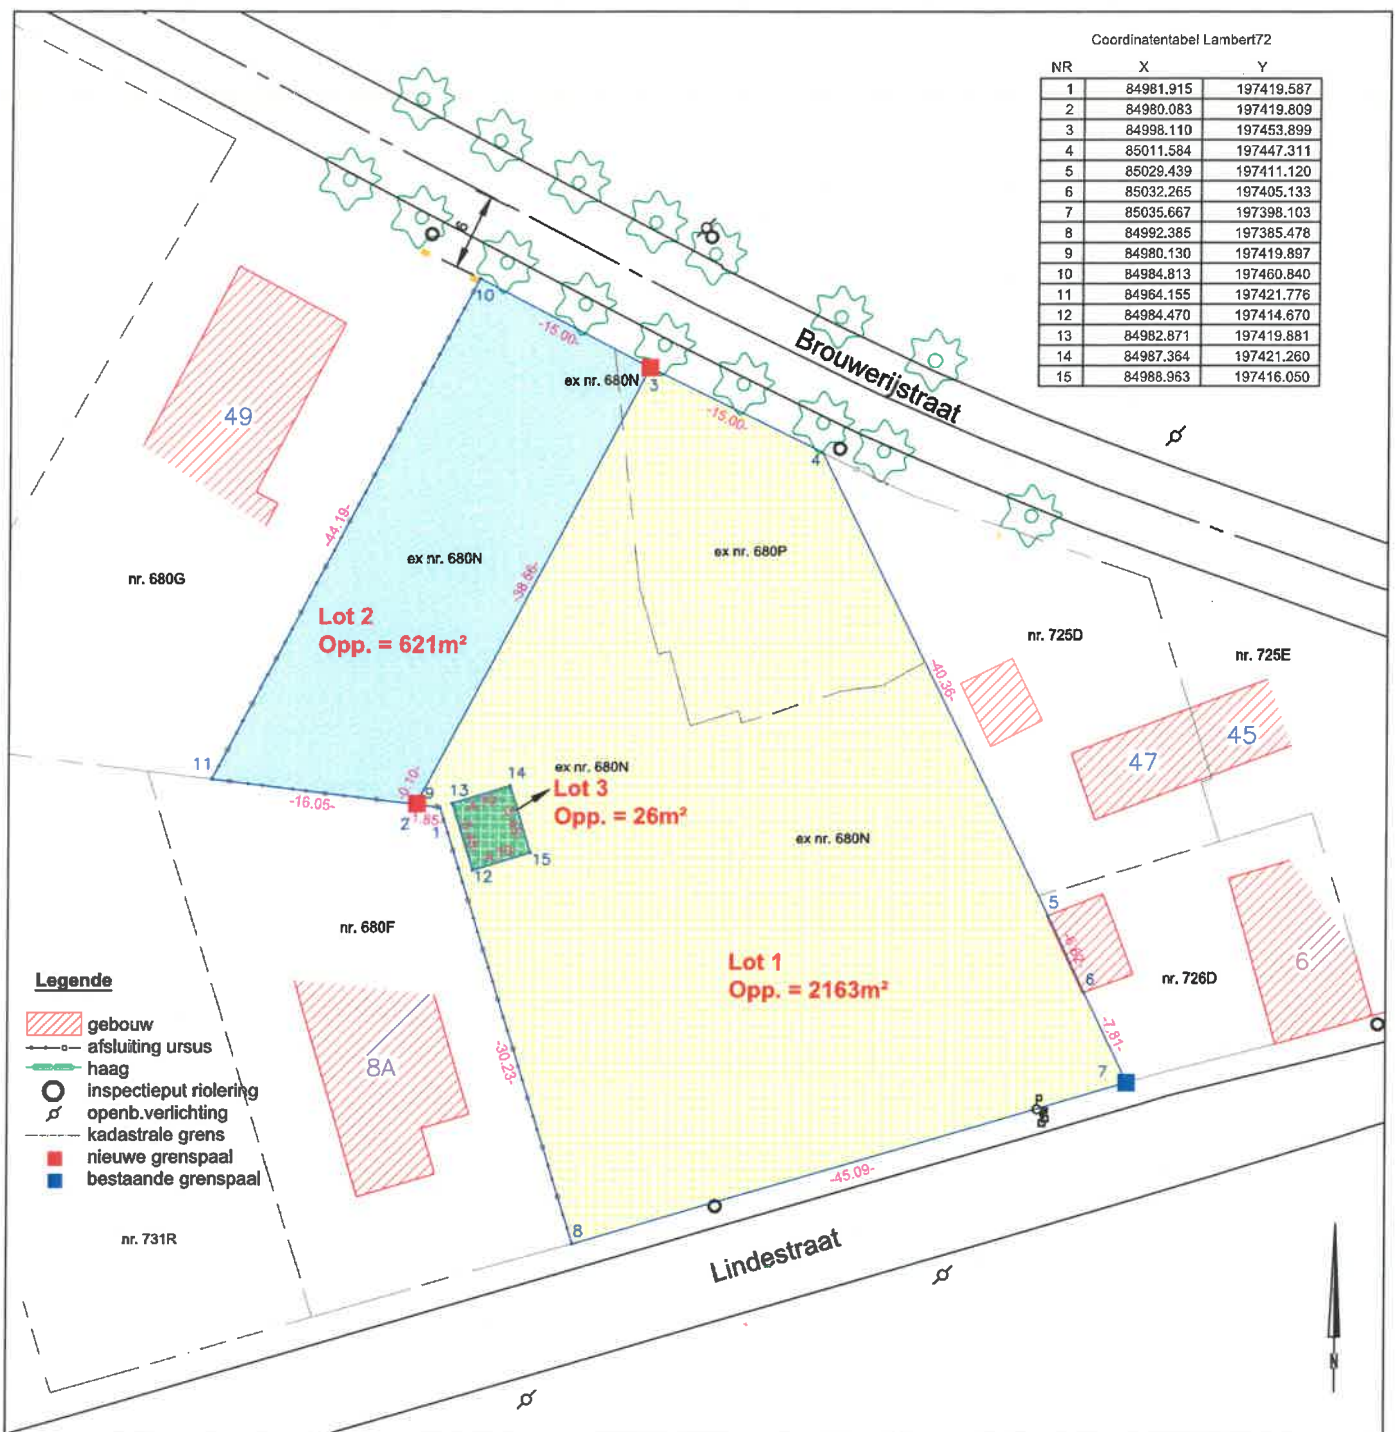 Coordinatentabel Lambert72
NR X Y
1 84981.915 197419.587
2 84980.083 197419.809
3 84998.110 197453.899
4 85011.584 197447.311
5 85029.439 197411.120
6 85032.265 197405.133
7 85035.667 197398.103
8 84992.385 197385.478
9 84980.130 197419.897
10 84984.813 197460.840
11 84964.155 197421.776
12 84984.470 197414.670
13 84982.871 197419.881
14 84987.364 197421.260
15 84988.963 197416.050
6
10
-15.00-
ex nr. 680N
3
-15.00-
Brouwerijstraat
4
49
-44.19-
ex nr. 680N
-38.56-
ex nr. 680P
nr. 680G
Lot 2
Opp. = 621m²
nr. 725D
nr. 725E
-40.36-
45
47
11
-16.05-
-0.10-
9
2
1.85-
1
13
14
ex nr. 680N
Lot 3
Opp. = 26m²
15
12
ex nr. 680N
5
-6.62-
6
nr. 726D
6
nr. 680F
Lot 1
Opp. = 2163m²
-7.81-
7
8A
-30.23-
-45.09-
8
Lindestraat
nr. 731R
Legende
gebouw
afsluiting ursus
haag
inspectieput riolering
openb.verlichting
kadastrale grens
nieuwe grenspaal
bestaande grenspaal
N